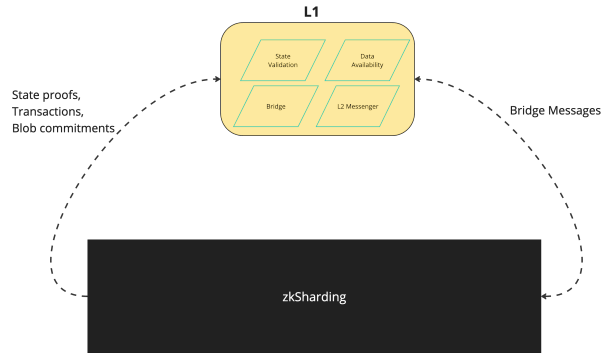 L1
State
Validation
Data
Availability
Bridge
L2 Messenger
State proofs,
Transactions,
Blob commitments
Bridge Messages
zkSharding